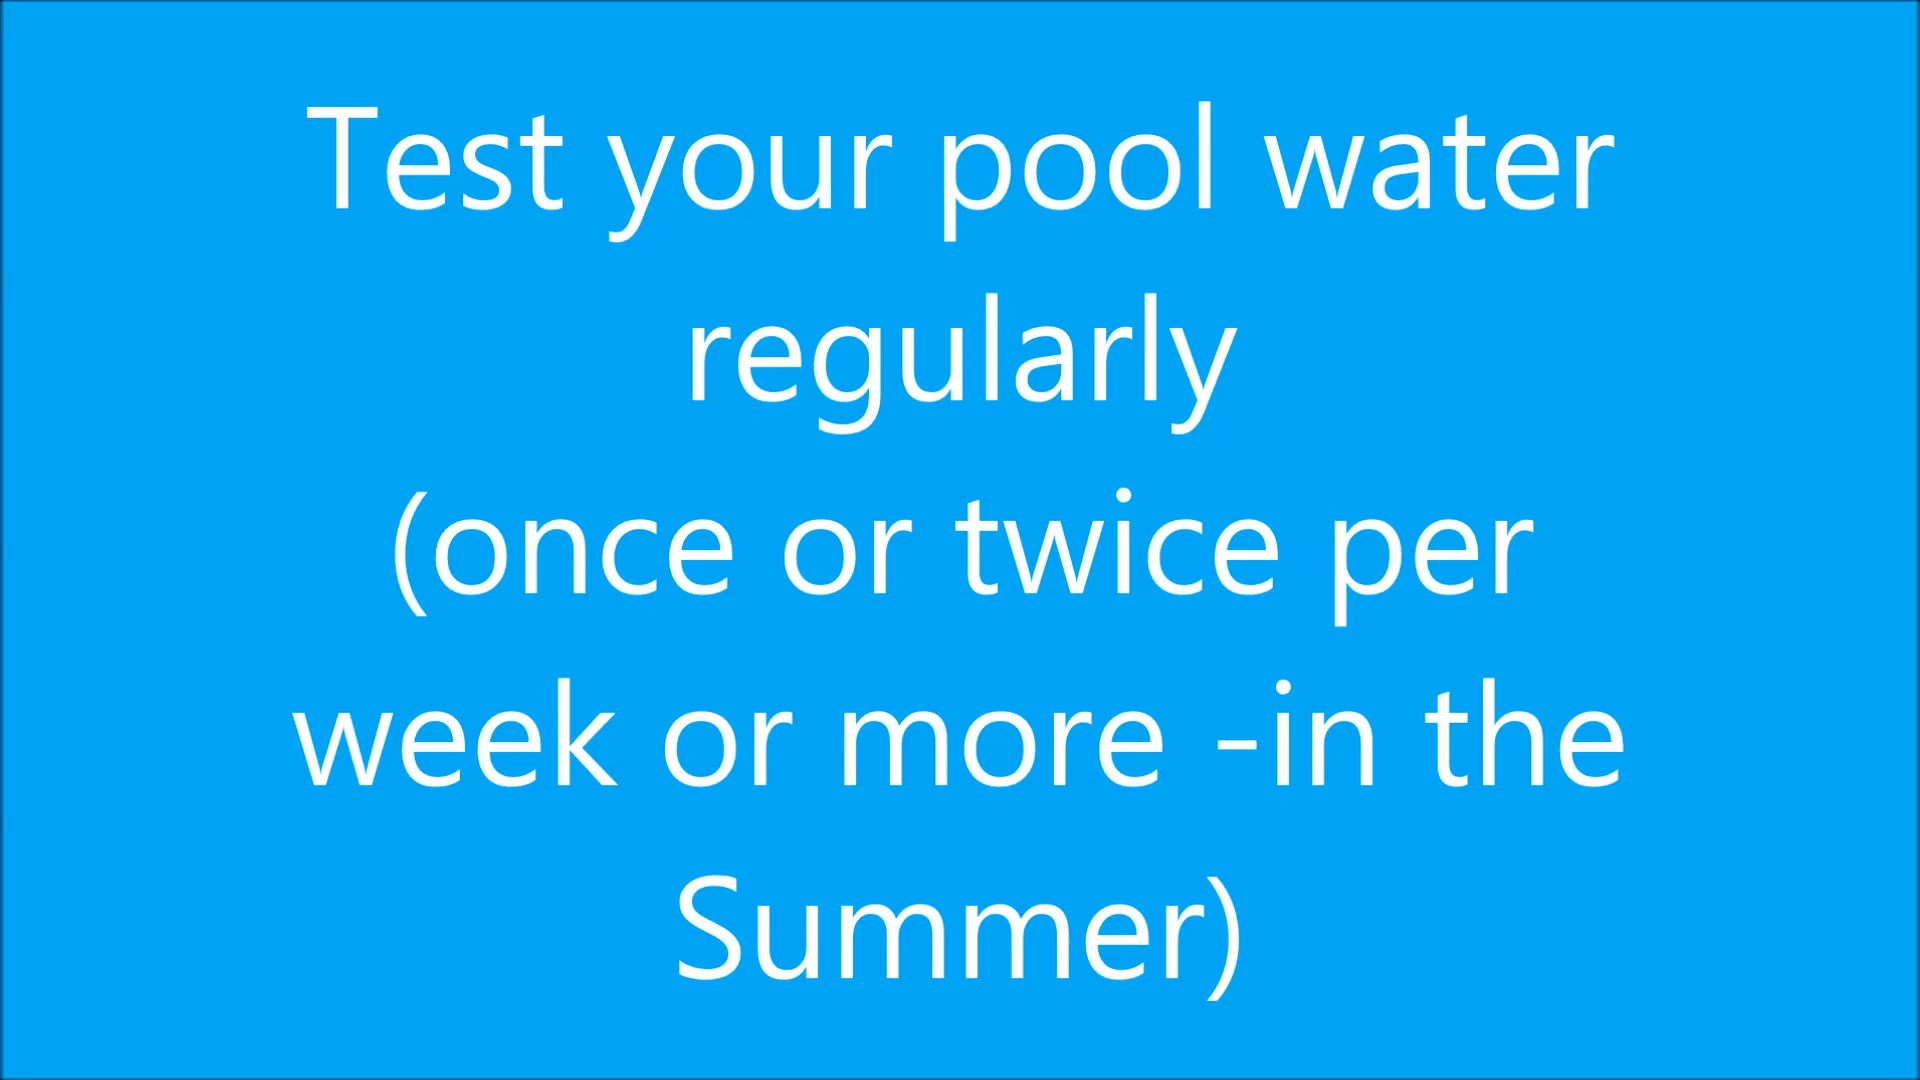 Test your pool water
regularly
(once or twice per
week or more -in the
Summer)